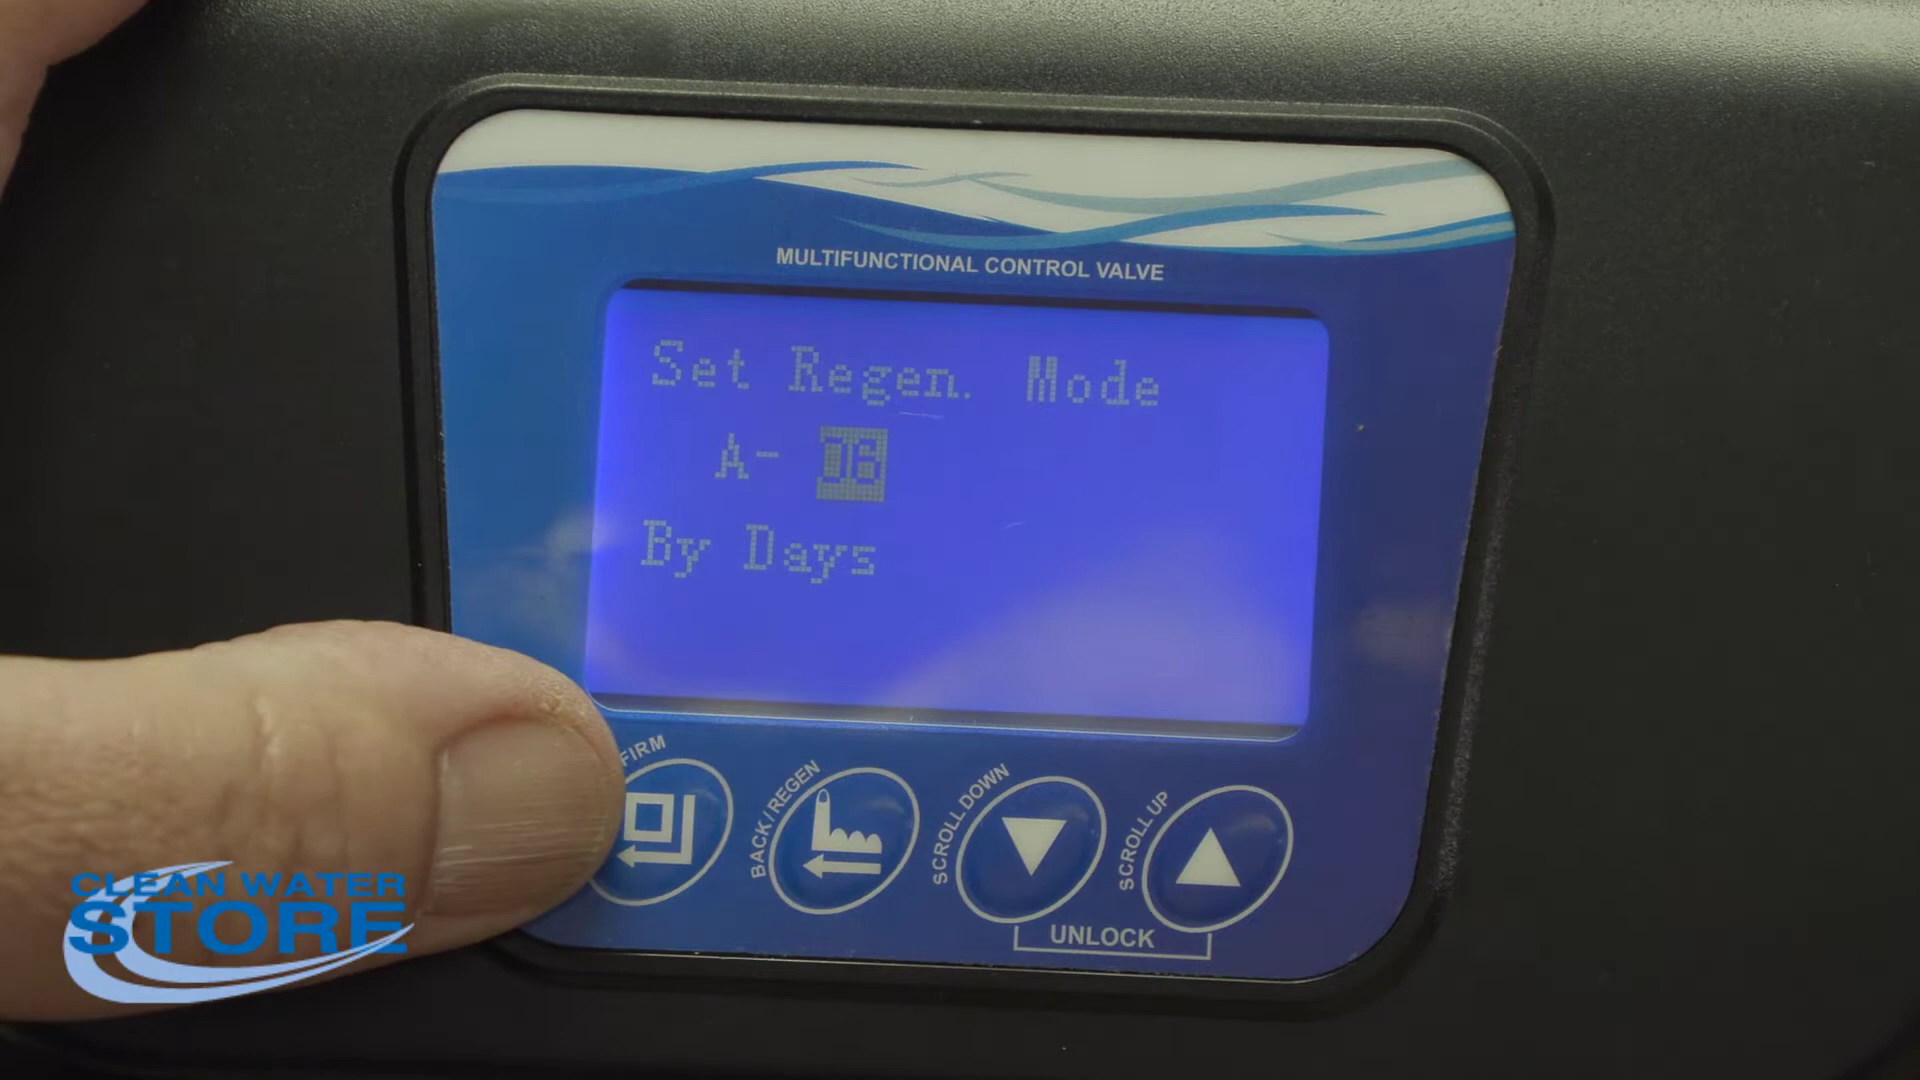 MULTIFUNCTIONAL CONTROL VALVE
Set Regen. Mode
A-
By Days
FIRM
BACK/REGEN
SCROLL DOWN
SCROLL UP
UNLOCK
CLEAN WATER
STORE